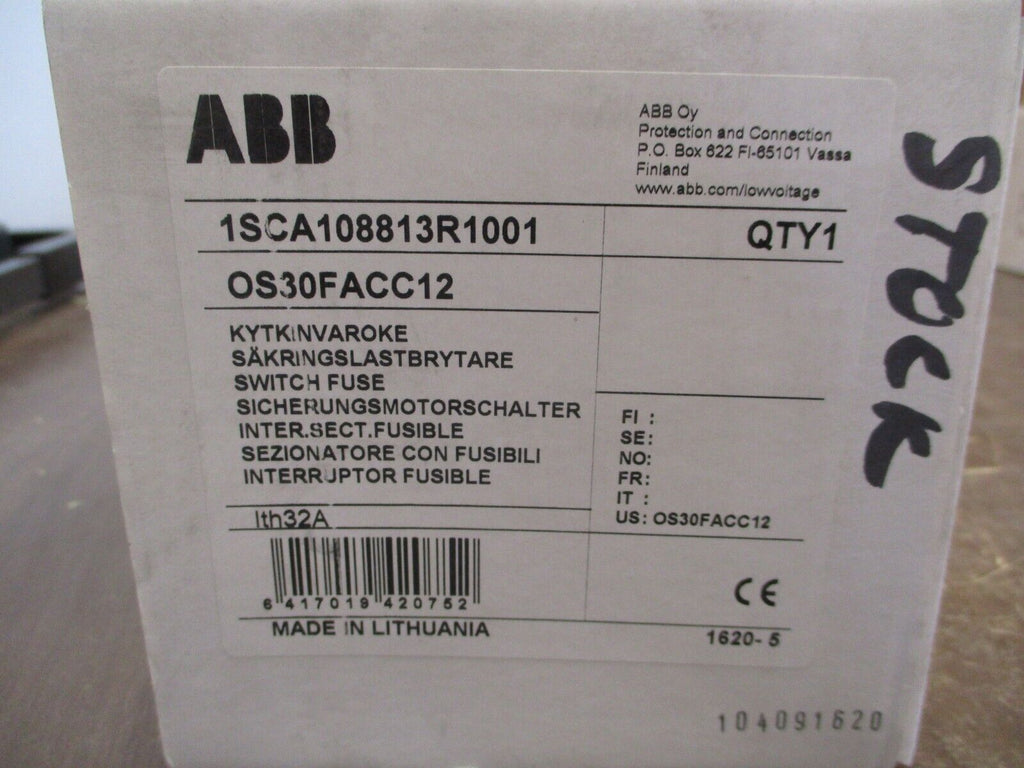 ABB
ABB Oy
Protection and Connection
P.O. Box 622 FI-65101 Vassa
Finland
www.abb.com/lowvoltage
1SCA108813R1001
QTY1
OS30FACC12
KYTKINVAROKE
SÄKRINGSLASTBRYTARE
SWITCH FUSE
SICHERUNGSMOTORSCHALTER
INTER.SECT.FUSIBLE
SEZIONATORE CON FUSIBILI
INTERRUPTOR FUSIBLE
FI :
SE:
NO:
FR:
IT :
US: OS30FACC12
Ith32A
6 417019 420752
MADE IN LITHUANIA
CE
1620- 5
104091620
STOCK